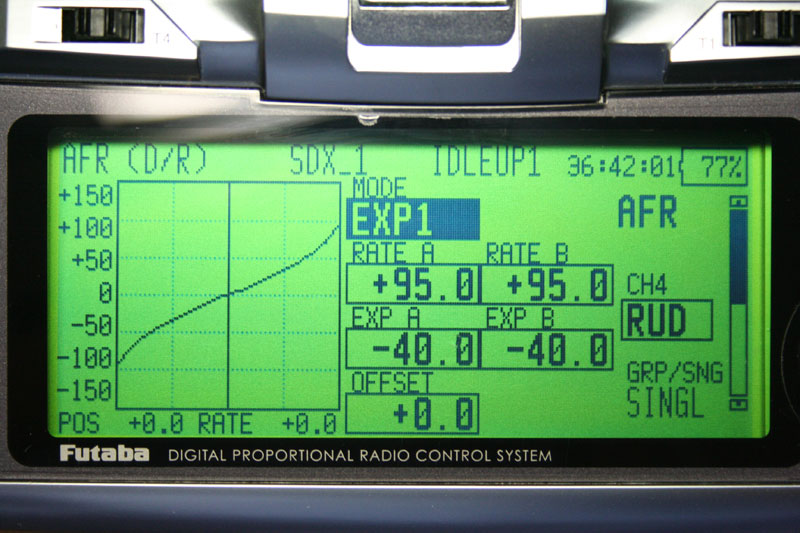 T4
T1
AFR (D/R) SDX_1 IDLEUP1 36:42:01 77%
+150
+100
+50
0
-50
-100
-150
POS +0.0 RATE +0.0
MODE
EXP1
RATE A RATE B
+95.0 +95.0
EXP A EXP B
-40.0 -40.0
OFFSET
+0.0
AFR
CH4
RUD
GRP/SNG
SINGL
Futaba DIGITAL PROPORTIONAL RADIO CONTROL SYSTEM